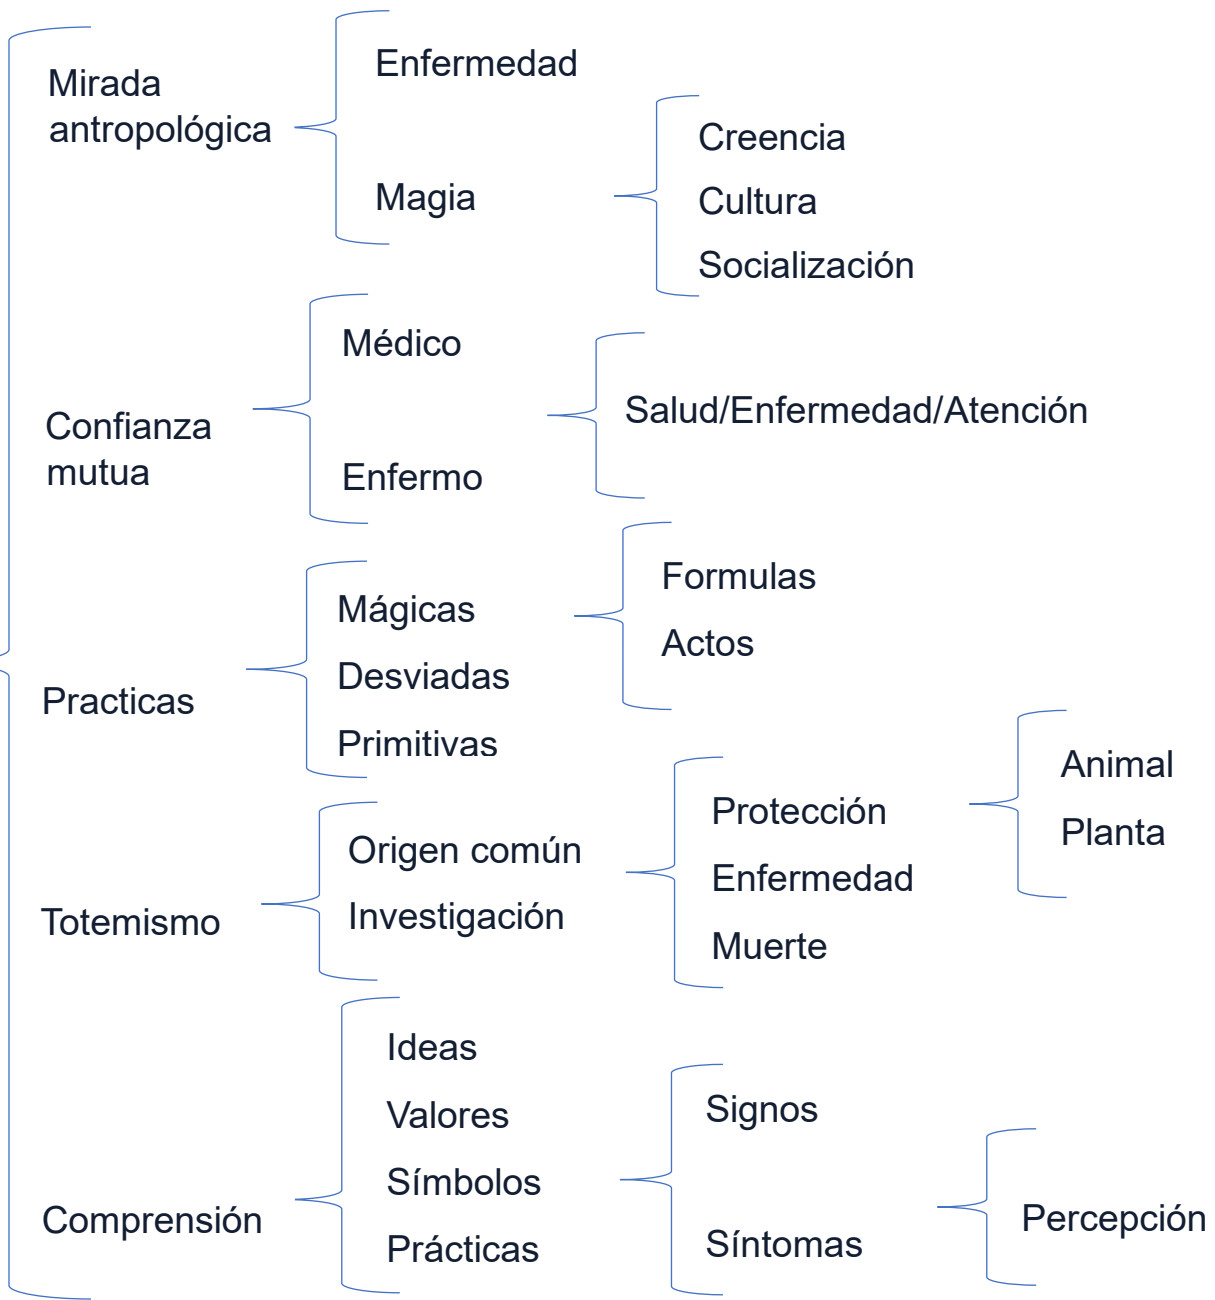 Mirada
antropológica
Enfermedad
Magia
Creencia
Cultura
Socialización
Confianza
mutua
Médico
Enfermo
Salud/Enfermedad/Atención
Practicas
Mágicas
Desviadas
Primitivas
Formulas
Actos
Totemismo
Origen común
Investigación
Protección
Enfermedad
Muerte
Animal
Planta
Comprensión
Ideas
Valores
Símbolos
Prácticas
Signos
Síntomas
Percepción